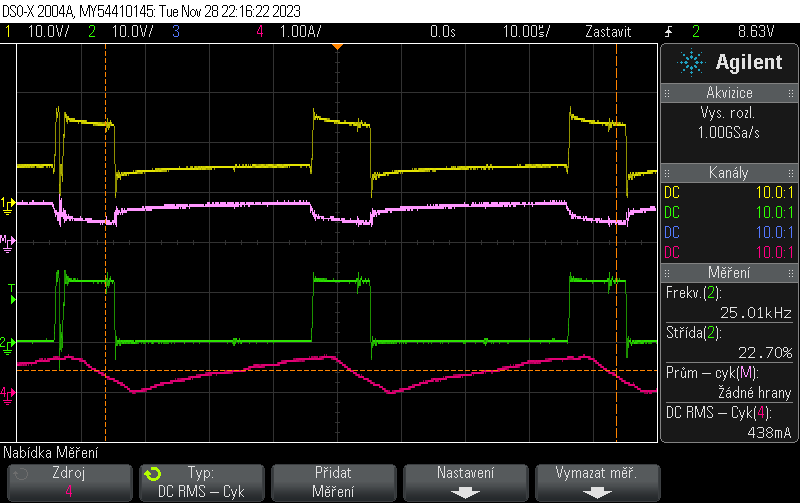 DSO-X 2004A, MY54410145: Tue Nov 28 22:16:22 2023
1 10.0V/ 2 10.0V/ 3 4 1.00A/ 0.0s 10.00us/ Zastavit 2 8.63V
Agilent
Akvizice
Vys. rozl.
1.00GSa/s
Kanály
DC 10.0:1
DC 10.0:1
DC 10.0:1
DC 10.0:1
Měření
Frekv.(2):
25.01kHz
Střída(2):
22.70%
Prům – cyk(M):
Žádné hrany
DC RMS – Cyk(4):
438mA
1
M
T
2
4
Nabídka Měření
Zdroj
4
Typ:
DC RMS – Cyk
Přidat
Měření
Nastavení
Vymazat měř.